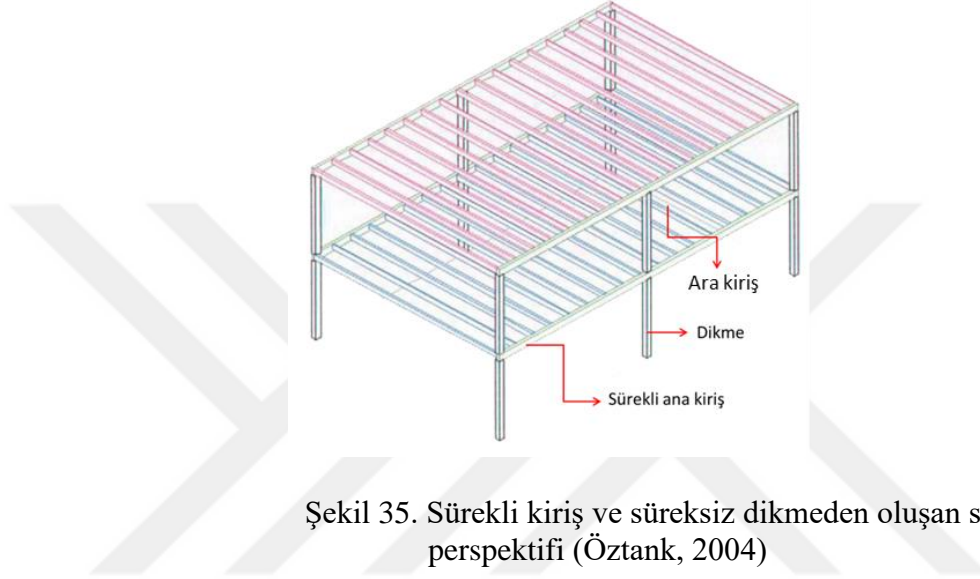 Ara kiriş
Dikme
Sürekli ana kiriş
Şekil 35. Sürekli kiriş ve süreksiz dikmeden oluşan
perspektifi (Öztank, 2004)